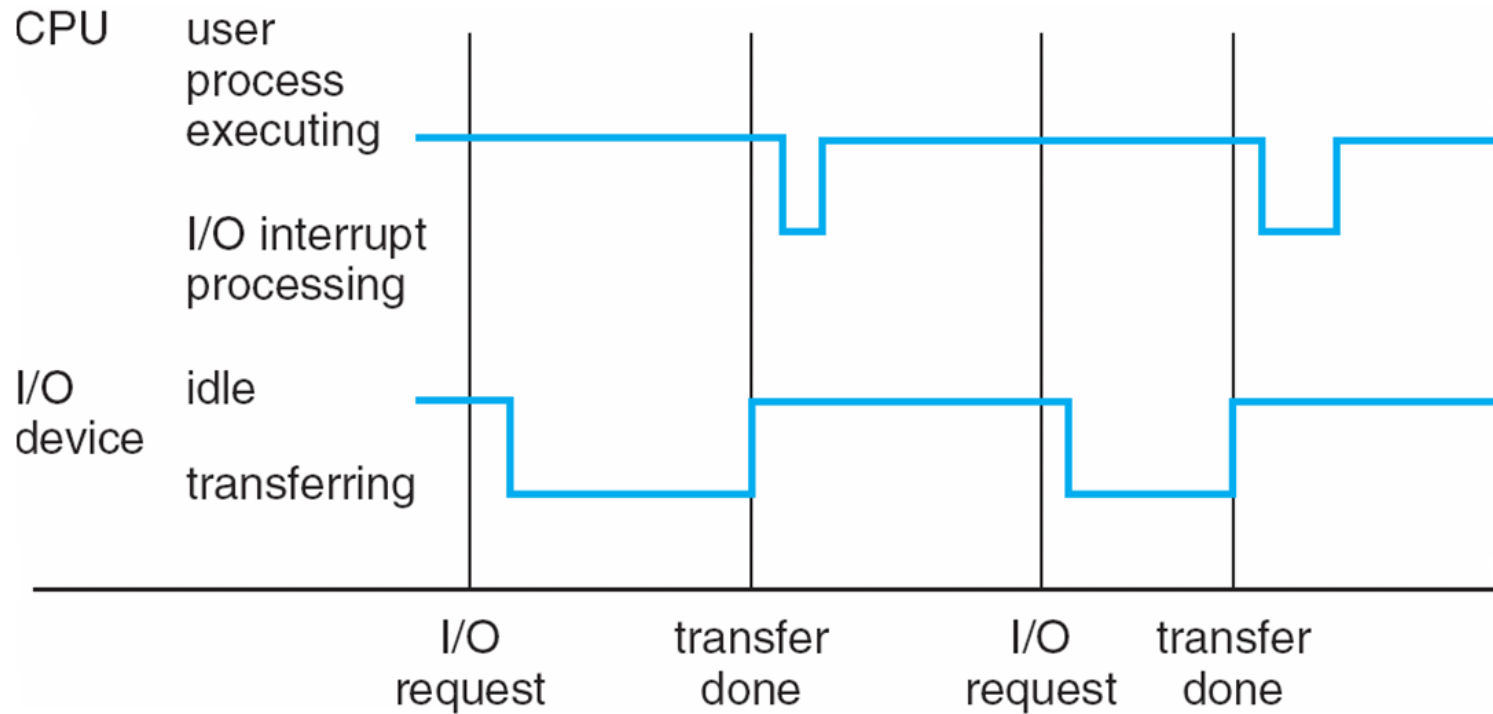 CPU user
process
executing
I/O interrupt
processing
I/O idle
device
transferring
I/O transfer I/O transfer
request done request done